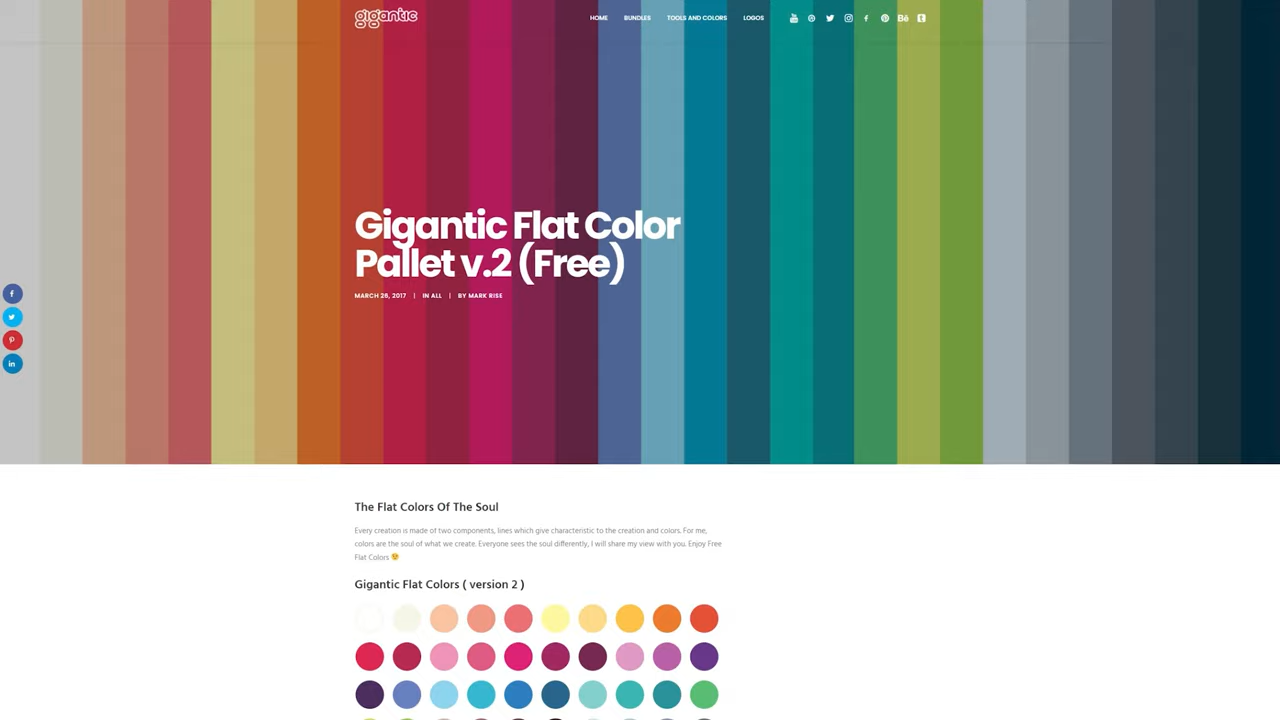 gigantic
HOME BUNDLES TOOLS AND COLORS LOGOS
Gigantic Flat Color
Pallet v.2 (Free)
MARCH 26, 2017 | IN ALL | BY MARK RISE
The Flat Colors Of The Soul
Every creation is made of two components, lines which give characteristic to the creation and colors. For me,
colors are the soul of what we create. Everyone sees the soul differently, I will share my view with you. Enjoy Free
Flat Colors
Gigantic Flat Colors ( version 2 )